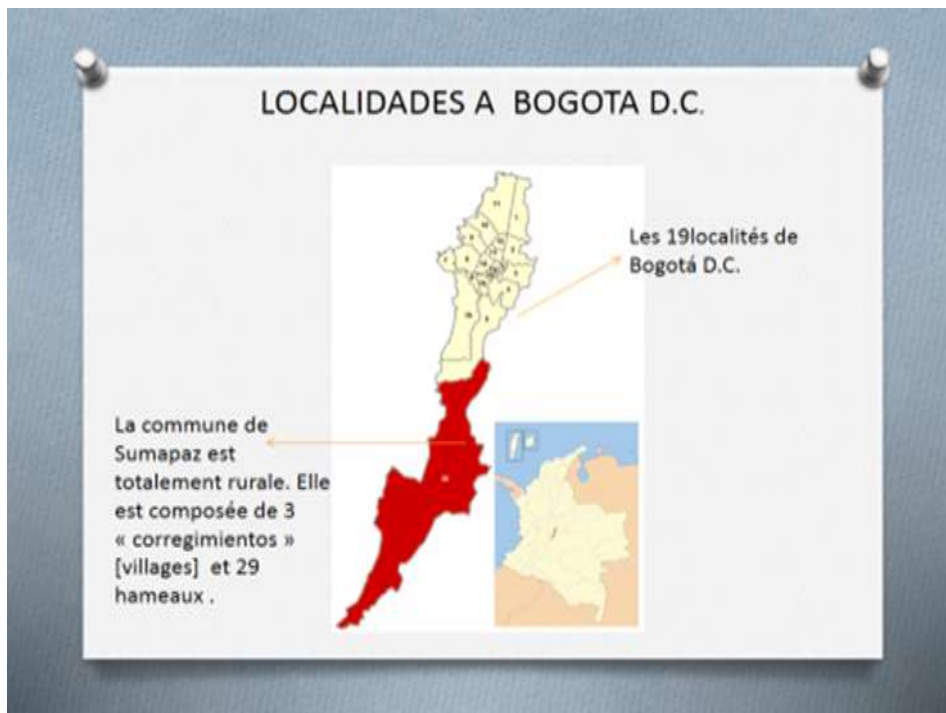 LOCALIDADES A BOGOTA D.C.
Les 19localités de
Bogotá D.C.
La commune de
Sumapaz est
totalement rurale. Elle
est composée de 3
« corregimientos »
[villages] et 29
hameaux .